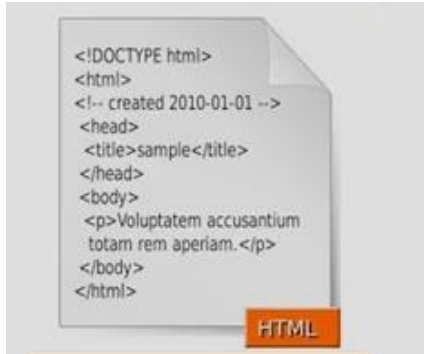 <!DOCTYPE html>
<html>
<!-- created 2010-01-01 -->
<head>
<title>sample</title>
</head>
<body>
<p>Voluptatem accusantium
totam rem aperiam.</p>
</body>
</html>
HTML